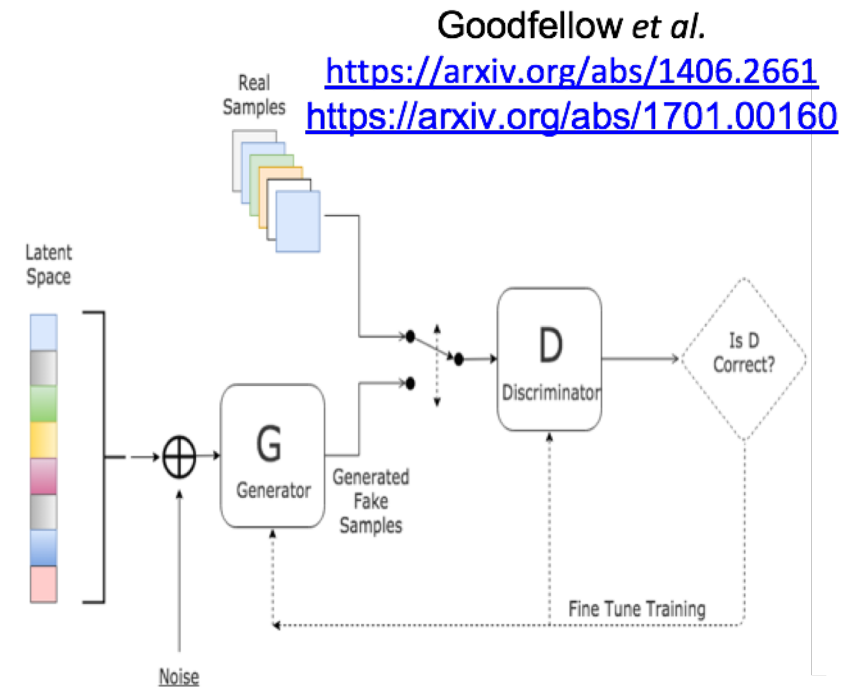 Goodfellow et al.
https://arxiv.org/abs/1406.2661
https://arxiv.org/abs/1701.00160
Real
Samples
Latent
Space
G
Generator
Generated
Fake
Samples
D
Discriminator
Is D
Correct?
Fine Tune Training
Noise